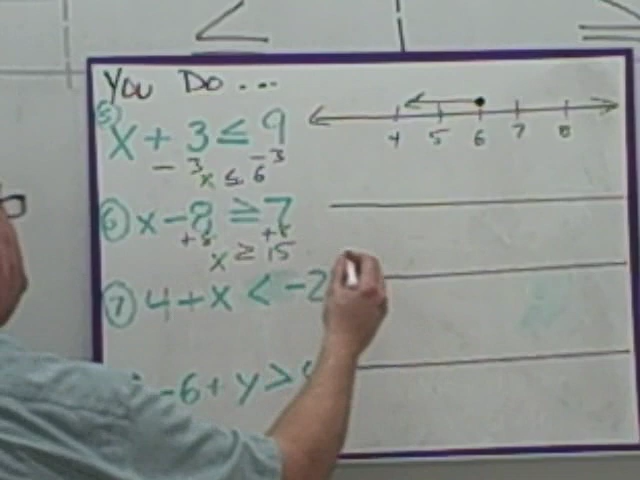 YOU DO...
5) x + 3 ≤ 9
- 3 - 3
x ≤ 6
4 5 6 7 8
6 x - 8 ≥ 7
+8 +8
x ≥ 15
7 4 + x < -2
-6 + y >